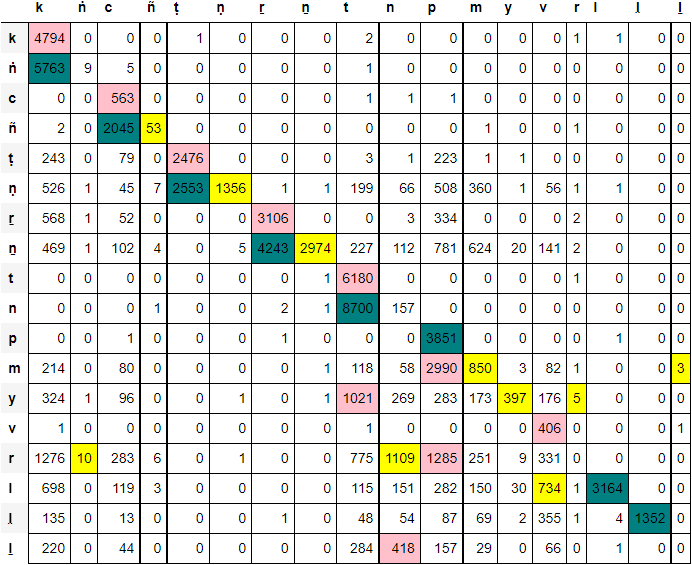 k ṅ c ñ ṭ ṇ ṟ ṉ t n p m y v r l ḷ ḻ
k 4794 0 0 0 1 0 0 0 2 0 0 0 0 0 1 1 0 0
ṅ 5763 9 5 0 0 0 0 0 1 0 0 0 0 0 0 0 0 0
c 0 0 563 0 0 0 0 0 1 1 1 0 0 0 0 0 0 0
ñ 2 0 2045 53 0 0 0 0 0 0 0 1 0 0 1 0 0 0
ṭ 243 0 79 0 2476 0 0 0 3 1 223 1 1 0 0 0 0 0
ṇ 526 1 45 7 2553 1356 1 1 199 66 508 360 1 56 1 1 0 0
ṟ 568 1 52 0 0 0 3106 0 0 3 334 0 0 0 2 0 0 0
ṉ 469 1 102 4 0 5 4243 2974 227 112 781 624 20 141 2 0 0 0
t 0 0 0 0 0 0 0 1 6180 0 0 0 0 0 1 0 0 0
n 0 0 0 1 0 0 2 1 8700 157 0 0 0 0 0 0 0 0
p 0 0 1 0 0 0 1 0 0 0 3851 0 0 0 0 1 0 0
m 214 0 80 0 0 0 0 1 118 58 2990 850 3 82 1 0 0 3
y 324 1 96 0 0 1 0 1 1021 269 283 173 397 176 5 0 0 0
v 1 0 0 0 0 0 0 0 1 0 0 0 0 406 0 0 0 1
r 1276 10 283 6 0 1 0 0 775 1109 1285 251 9 331 0 0 0 0
l 698 0 119 3 0 0 0 0 115 151 282 150 30 734 1 3164 0 0
ḷ 135 0 13 0 0 0 1 0 48 54 87 69 2 355 1 4 1352 0
ḻ 220 0 44 0 0 0 0 0 284 418 157 29 0 66 0 1 0 0